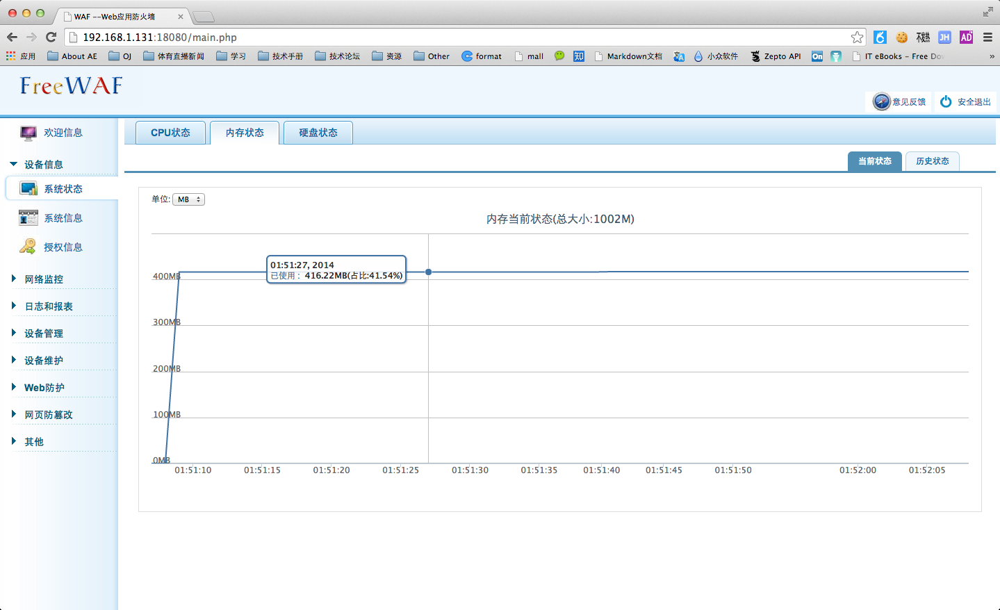 WAF --Web应用防火墙
192.168.1.131:18080/main.php
应用 About AE OJ 体育直播新闻 学习 技术手册 技术论坛 资源 Other format mall 知 Markdown文档 小众软件 Zepto API On IT eBooks - Free Dow »
JH AD
FreeWAF
意见反馈 安全退出
欢迎信息
设备信息
系统状态
系统信息
授权信息
网络监控
日志和报表
设备管理
设备维护
Web防护
网页防篡改
其他
CPU状态 内存状态 硬盘状态
当前状态 历史状态
单位: MB
内存当前状态(总大小:1002M)
01:51:27, 2014
已使用： 416.22MB(占比:41.54%)
400MB
300MB
200MB
100MB
0MB
01:51:10 01:51:15 01:51:20 01:51:25 01:51:30 01:51:35 01:51:40 01:51:45 01:51:50 01:52:00 01:52:05